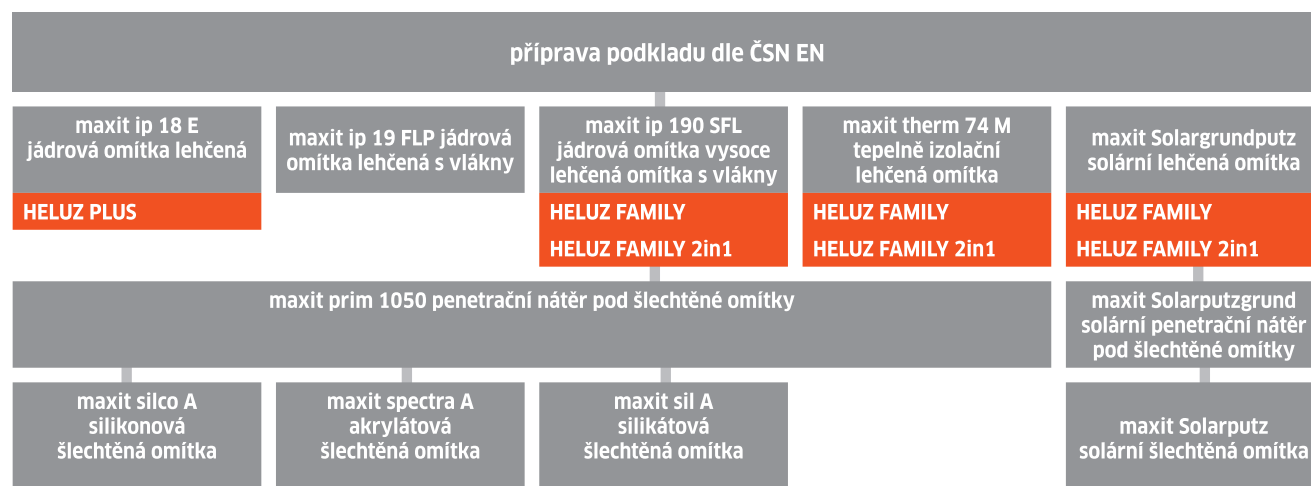 příprava podkladu dle ČSN EN
maxit ip 18 E
jádrová omítka lehčená
maxit ip 19 FLP jádrová
omítka lehčená s vlákny
maxit ip 190 SFL
jádrová omítka vysoce
lehčená omítka s vlákny
maxit therm 74 M
tepelně izolační
lehčená omítka
maxit Solargrundputz
solární lehčená omítka
HELUZ PLUS
HELUZ FAMILY
HELUZ FAMILY 2in1
HELUZ FAMILY
HELUZ FAMILY 2in1
HELUZ FAMILY
HELUZ FAMILY 2in1
maxit prim 1050 penetrační nátěr pod šlechtěné omítky
maxit Solarputzgrund
solární penetrační nátěr
pod šlechtěné omítky
maxit silco A
silikonová
šlechtěná omítka
maxit spectra A
akrylátová
šlechtěná omítka
maxit sil A
silikátová
šlechtěná omítka
maxit Solarputz
solární šlechtěná omítka